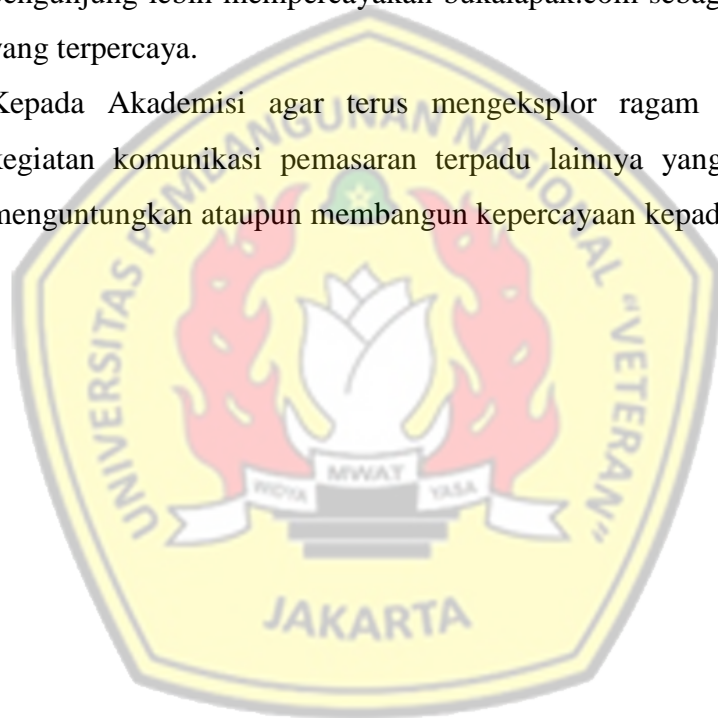 pengunjung lebih mempercayakan bukalapak.com sebag
yang terpercaya.
Kepada Akademisi agar terus mengeksplor ragam
kegiatan komunikasi pemasaran terpadu lainnya yang
menguntungkan ataupun membangun kepercayaan kepad
UNIVERSITAS PEMBANGUNAN NASIONAL "VETERAN"
WIDYA MWAT YASA
JAKARTA